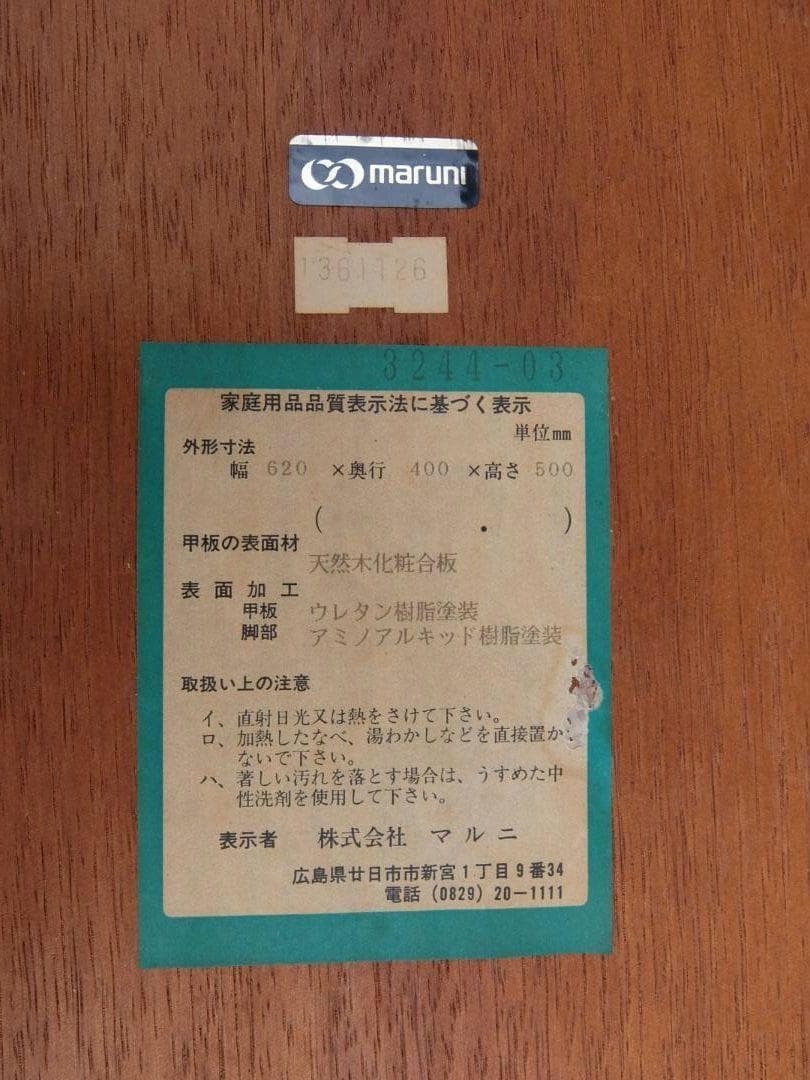 maruni
1361126
3244-03
家庭用品品質表示法に基づく表示
単位mm
外形寸法
幅 620 ×奥行 400 ×高さ 500
( . )
甲板の表面材
天然木化粧合板
表面加工
甲板 ウレタン樹脂塗装
脚部 アミノアルキッド樹脂塗装
取扱い上の注意
イ、直射日光又は熱をさけて下さい。
ロ、加熱したなべ、湯わかしなどを直接置か
ないで下さい。
ハ、著しい汚れを落とす場合は、うすめた中
性洗剤を使用して下さい。
表示者 株式会社 マルニ
広島県廿日市市新宮1丁目9番34
電話 (0829) 20-1111